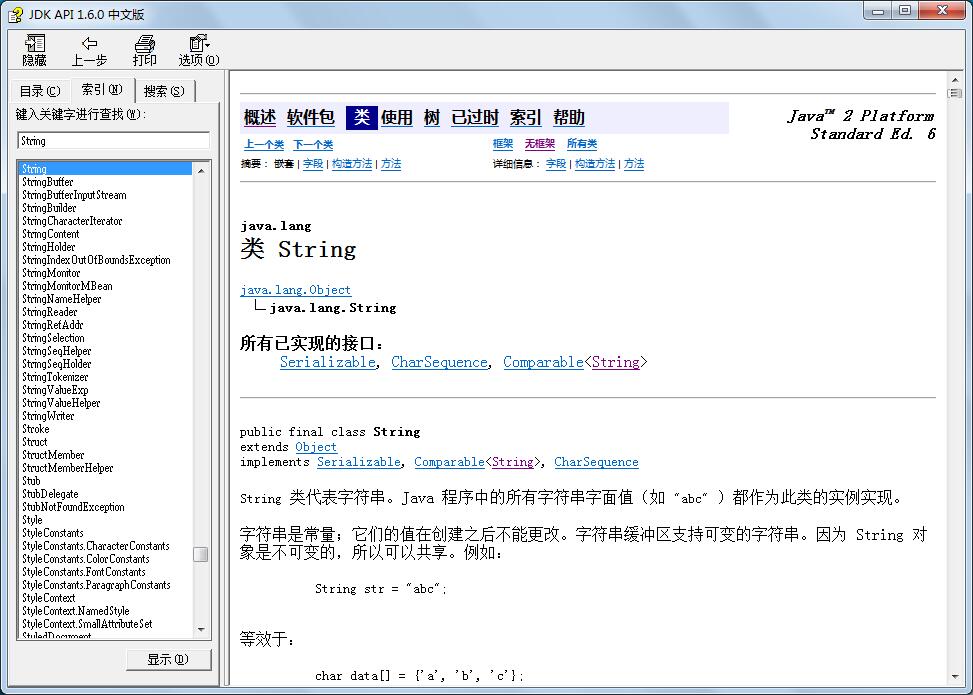 JDK API 1.6.0 中文版
隐藏 上一步 打印 选项(O)
目录(C) 索引(N) 搜索(S)
键入关键字进行查找(W):
String
String
StringBuffer
StringBufferInputStream
StringBuilder
StringCharacterIterator
StringContent
StringHolder
StringIndexOutOfBoundsException
StringMonitor
StringMonitorMBean
StringNameHelper
StringReader
StringRefAddr
StringSelection
StringSeqHelper
StringSeqHolder
StringTokenizer
StringValueExp
StringValueHelper
StringWriter
Stroke
Struct
StructMember
StructMemberHelper
Stub
StubDelegate
StubNotFoundException
Style
StyleConstants
StyleConstants.CharacterConstants
StyleConstants.ColorConstants
StyleConstants.FontConstants
StyleConstants.ParagraphConstants
StyleContext
StyleContext.NamedStyle
StyleContext.SmallAttributeSet
StyledDocument
显示(D)
概述 软件包 类 使用 树 已过时 索引 帮助
Java™ 2 Platform
Standard Ed. 6
上一个类 下一个类 框架 无框架 所有类
摘要: 嵌套 | 字段 | 构造方法 | 方法 详细信息: 字段 | 构造方法 | 方法
java.lang
类 String
java.lang.Object
java.lang.String
所有已实现的接口:
Serializable, CharSequence, Comparable<String>
public final class String
extends Object
implements Serializable, Comparable<String>, CharSequence
String 类代表字符串。Java 程序中的所有字符串字面值（如 "abc" ）都作为此类的实例实现。
字符串是常量；它们的值在创建之后不能更改。字符串缓冲区支持可变的字符串。因为 String 对
象是不可变的，所以可以共享。例如：
String str = "abc";
等效于：
char data[] = {'a', 'b', 'c'};